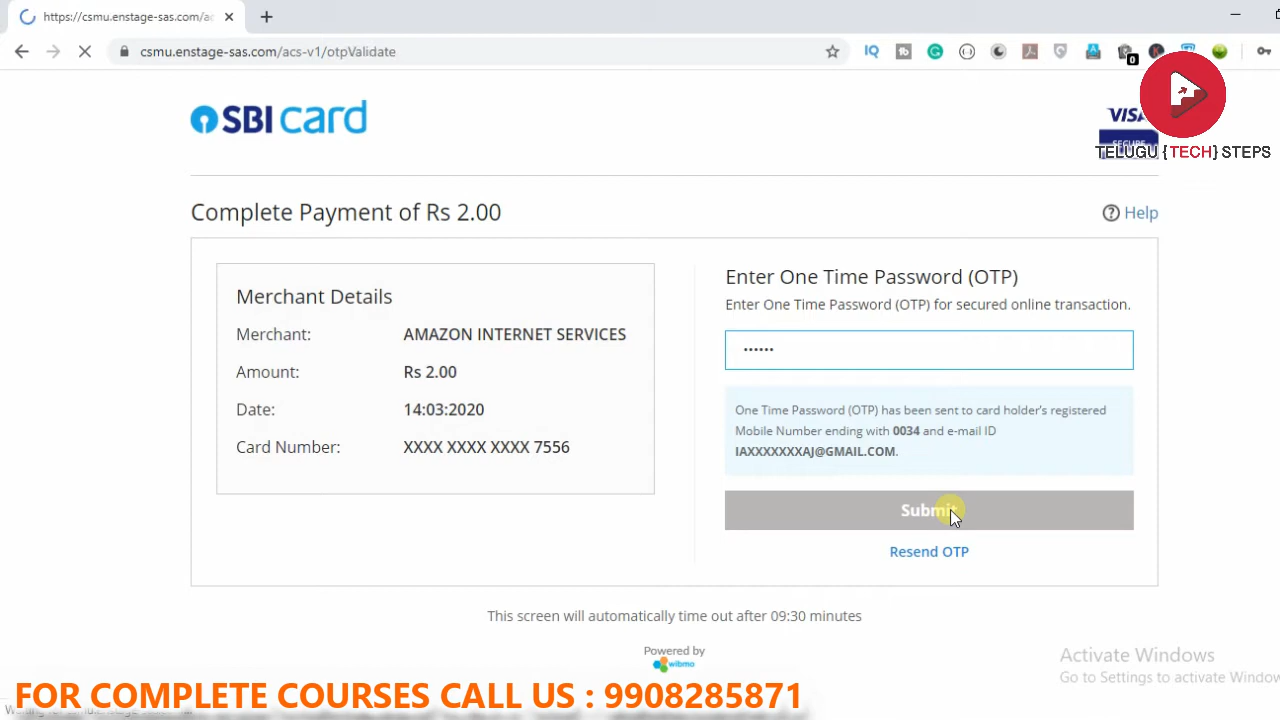 https://csmu.enstage-sas.com/ac
csmu.enstage-sas.com/acs-v1/otpValidate
IQ
0
SBI card
VISA
SECURE
TELUGU {TECH} STEPS
Complete Payment of Rs 2.00
Help
Merchant Details
Merchant: AMAZON INTERNET SERVICES
Amount: Rs 2.00
Date: 14:03:2020
Card Number: XXXX XXXX XXXX 7556
Enter One Time Password (OTP)
Enter One Time Password (OTP) for secured online transaction.
••••••
One Time Password (OTP) has been sent to card holder's registered
Mobile Number ending with 0034 and e-mail ID
IAXXXXXXXAJ@GMAIL.COM.
Submit
Resend OTP
This screen will automatically time out after 09:30 minutes
Powered by
wibmo
Activate Windows
Go to Settings to activate Window
FOR COMPLETE COURSES CALL US : 9908285871